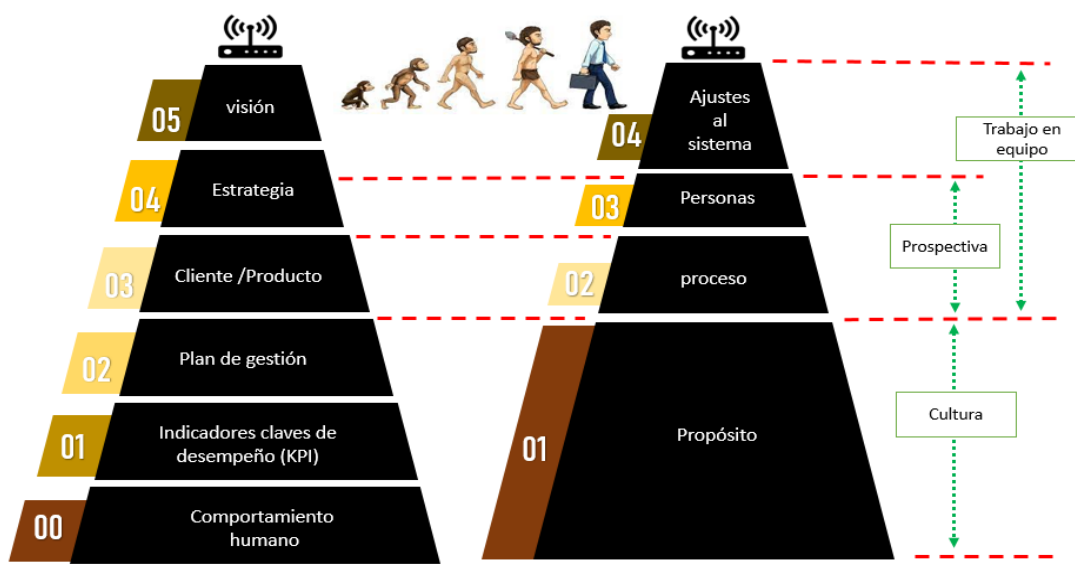 05
visión
04
Estrategia
03
Cliente /Producto
02
Plan de gestión
01
Indicadores claves de
desempeño (KPI)
00
Comportamiento
humano
04
Ajustes
al
sistema
03
Personas
02
proceso
01
Propósito
Trabajo en
equipo
Prospectiva
Cultura